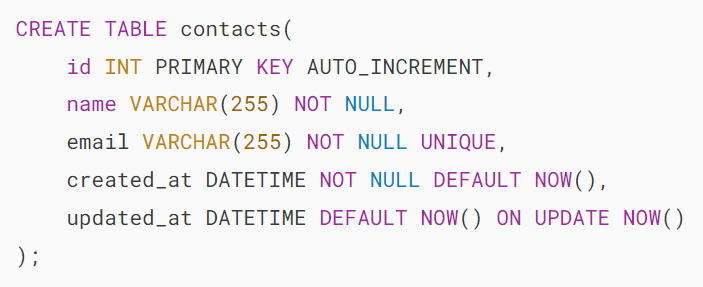 CREATE TABLE contacts(
    id INT PRIMARY KEY AUTO_INCREMENT,
    name VARCHAR(255) NOT NULL,
    email VARCHAR(255) NOT NULL UNIQUE,
    created_at DATETIME NOT NULL DEFAULT NOW(),
    updated_at DATETIME DEFAULT NOW() ON UPDATE NOW()
);